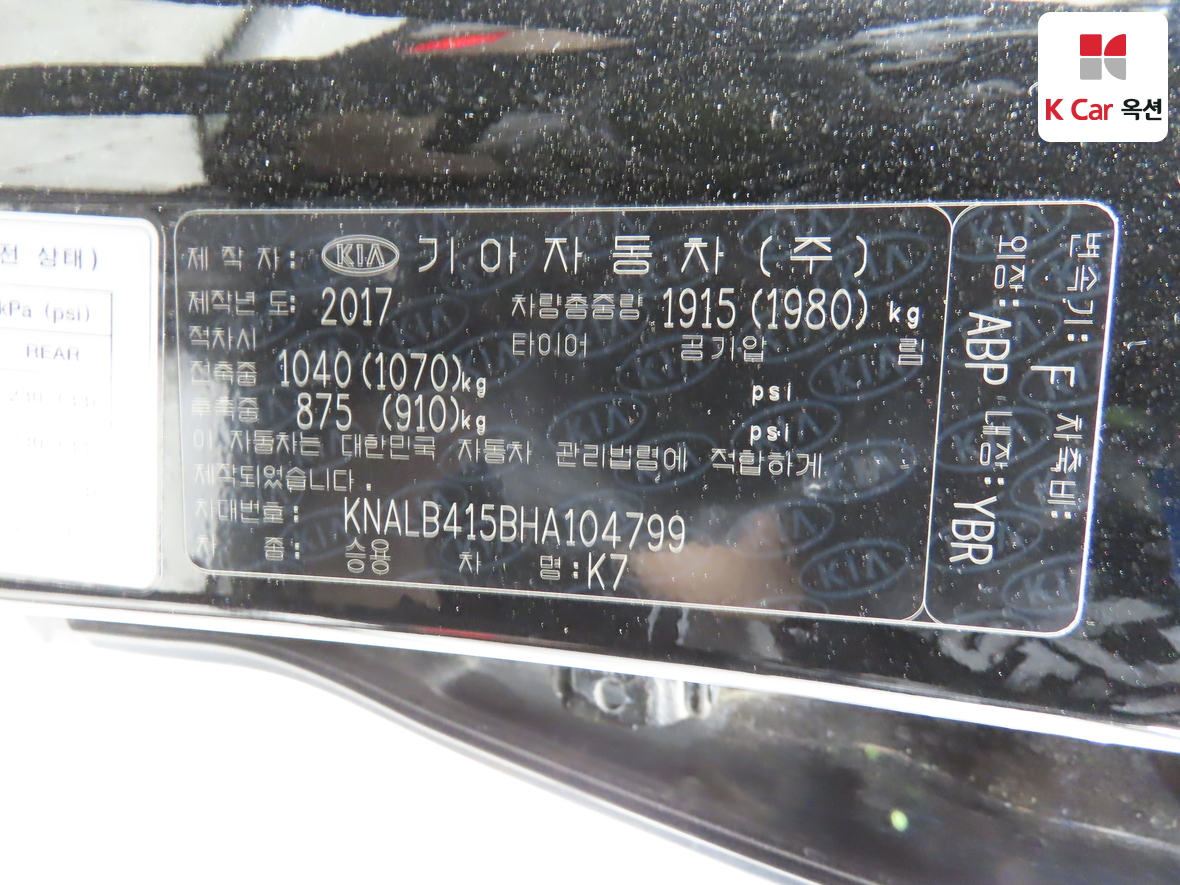 K Car 옥션
전 상태)
kPa (psi)
REAR
제 작 자 : KIA 기아자동차(주)
제작년 도: 2017 차량총중량 1915 (1980) kg
적차시 타이어 공기압 림
전축중 1040 (1070)kg psi
후축중 875 (910)kg psi
이 자동차는 대한민국 자동차 관리법령에 적합하게
제작되었습니다.
차대번호: KNALB415BHA104799
차 종: 승용 차 명:K7
변속기: F 차축비:
외장: ABP 내장: YBR
C